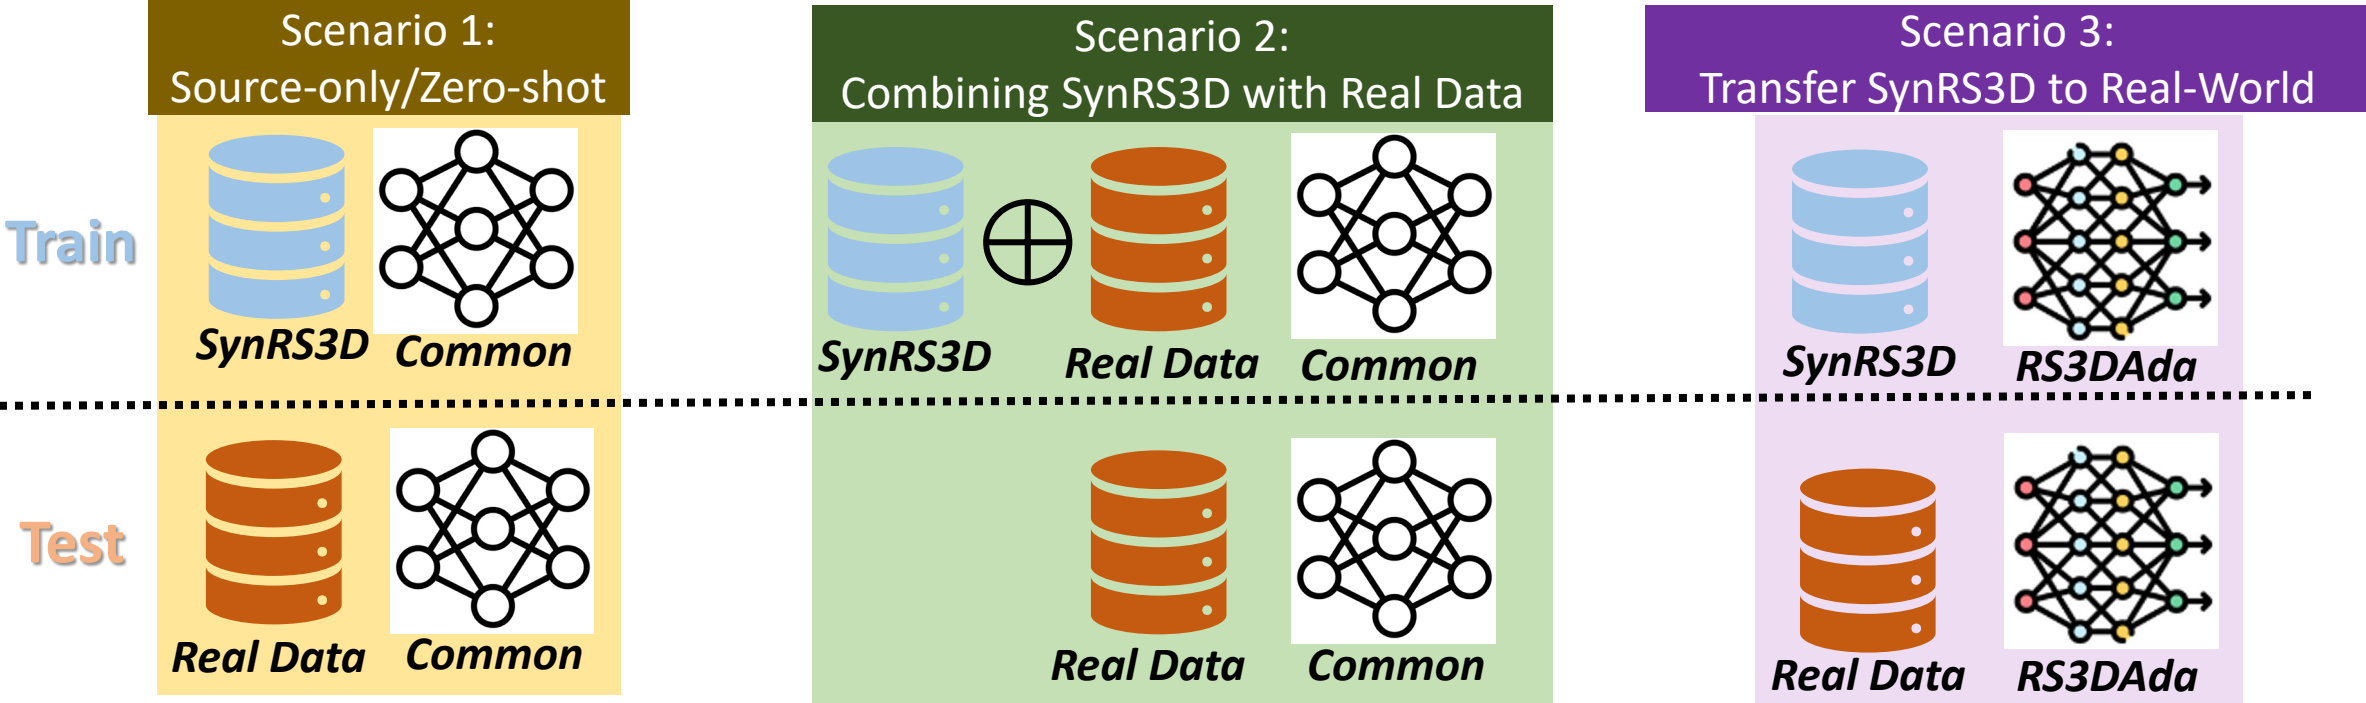 Scenario 1:
Source-only/Zero-shot
Scenario 2:
Combining SynRS3D with Real Data
Scenario 3:
Transfer SynRS3D to Real-World
Train
SynRS3D
Common
SynRS3D
Real Data
Common
SynRS3D
RS3DAda
Test
Real Data
Common
Real Data
Common
Real Data
RS3DAda